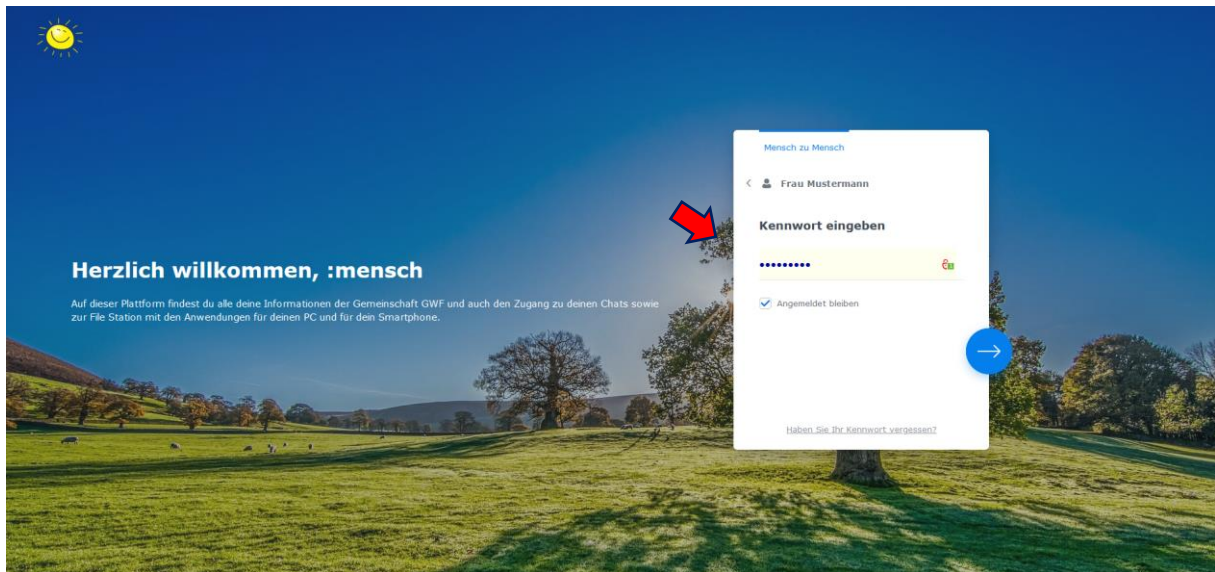 Mensch zu Mensch
Frau Mustermann
Kennwort eingeben
•••••••••
Angemeldet bleiben
Haben Sie Ihr Kennwort vergessen?
Herzlich willkommen, :mensch
Auf dieser Plattform findest du alle deine Informationen der Gemeinschaft GWF und auch den Zugang zu deinen Chats sowie
zur File Station mit den Anwendungen für deinen PC und für dein Smartphone.